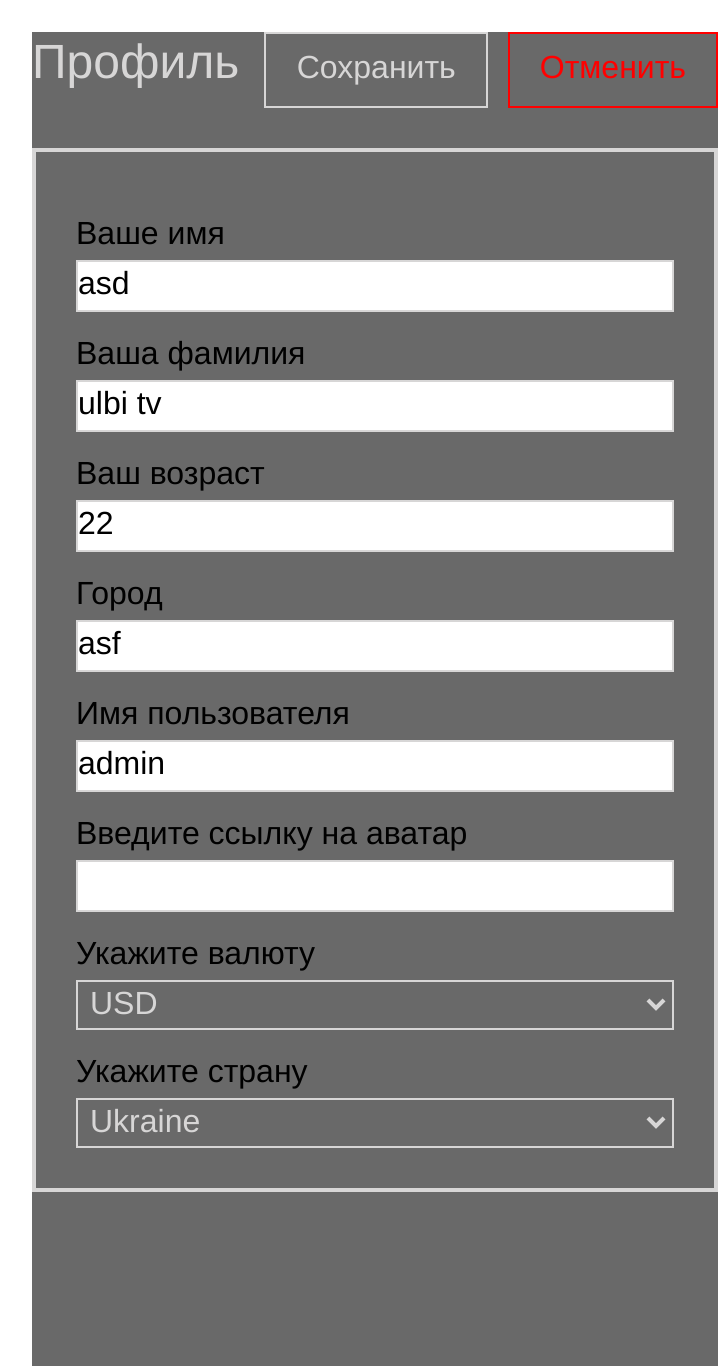 Профиль Сохранить Отменить
Ваше имя
asd
Ваша фамилия
ulbi tv
Ваш возраст
22
Город
asf
Имя пользователя
admin
Введите ссылку на аватар
Укажите валюту
USD
Укажите страну
Ukraine